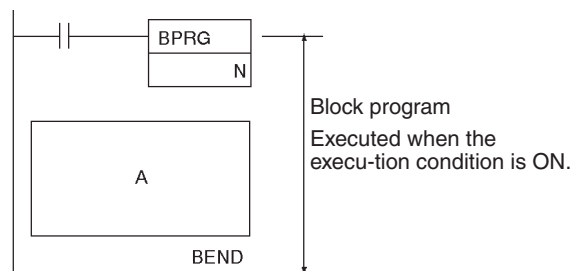 BPRG
N
Block program
Executed when the
execu-tion condition is ON.
A
BEND